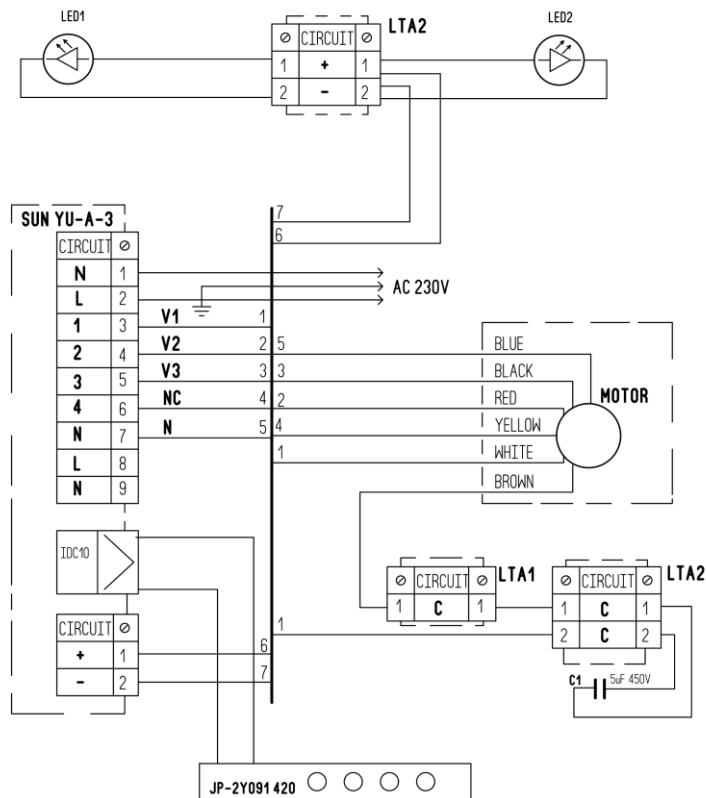 LED1
LTA2
LED2
⊘ CIRCUIT ⊘
1 + 1
2 - 2
7
6
SUN YU-A-3
CIRCUIT ⊘
N 1
L 2
1 3
2 4
3 5
4 6
N 7
L 8
N 9
AC 230V
V1 1
V2 2 5
V3 3 3
NC 4 2
N 5 4
1
BLUE
BLACK
RED
YELLOW
WHITE
BROWN
MOTOR
IDC10
⊘ CIRCUIT ⊘ LTA1
1 C 1
⊘ CIRCUIT ⊘ LTA2
1 C 1
2 C 2
C1 5uF 450V
CIRCUIT ⊘
+ 1
- 2
1
6
7
JP-2Y091 420